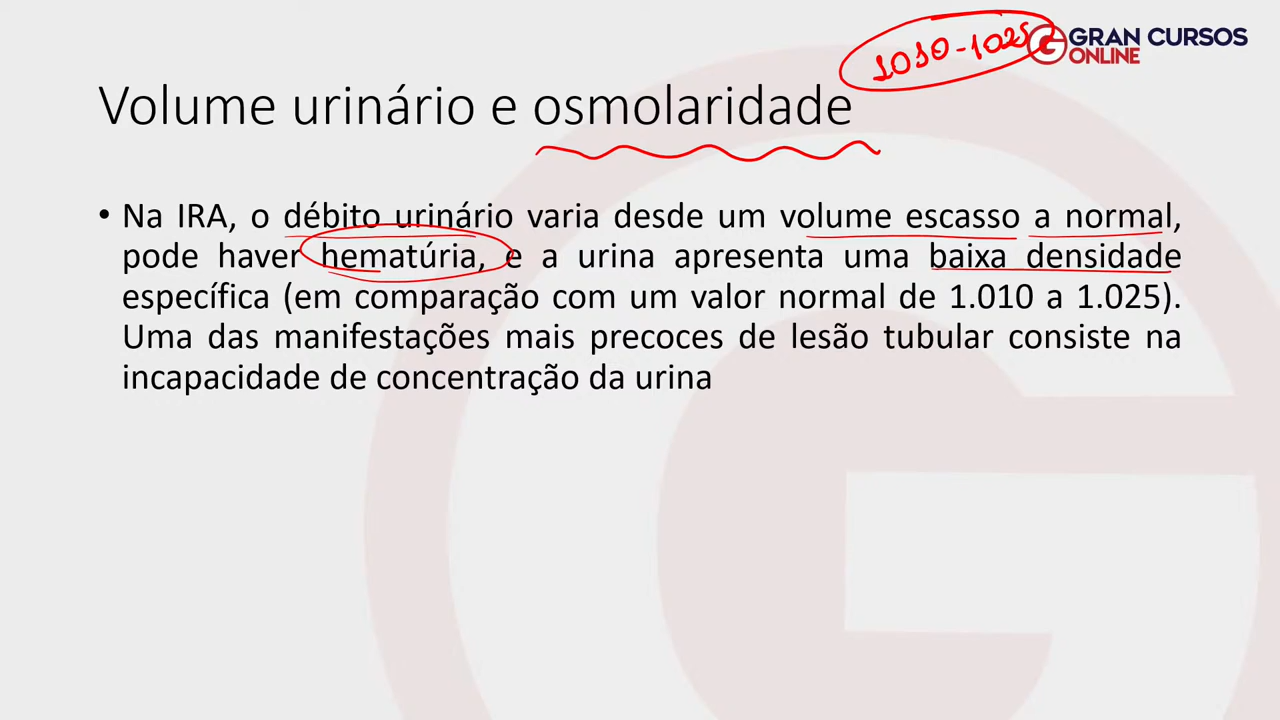 1010-1025
GRAN CURSOS
ONLINE
Volume urinário e osmolaridade
• Na IRA, o débito urinário varia desde um volume escasso a normal,
pode haver hematúria, e a urina apresenta uma baixa densidade
específica (em comparação com um valor normal de 1.010 a 1.025).
Uma das manifestações mais precoces de lesão tubular consiste na
incapacidade de concentração da urina